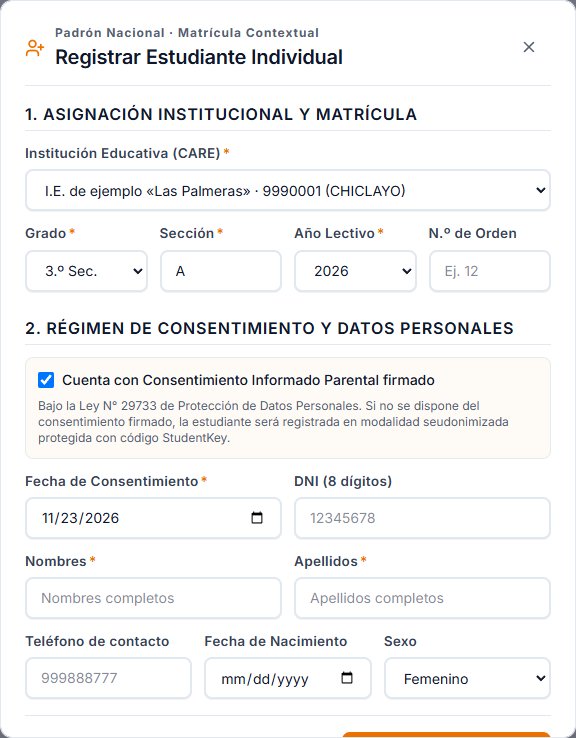 Padrón Nacional · Matrícula Contextual
Registrar Estudiante Individual
1. ASIGNACIÓN INSTITUCIONAL Y MATRÍCULA
Institución Educativa (CARE) *
I.E. de ejemplo «Las Palmeras» · 9990001 (CHICLAYO)
Grado * Sección * Año Lectivo * N.º de Orden
3.º Sec. A 2026 Ej. 12
2. RÉGIMEN DE CONSENTIMIENTO Y DATOS PERSONALES
Cuenta con Consentimiento Informado Parental firmado
Bajo la Ley N° 29733 de Protección de Datos Personales. Si no se dispone del
consentimiento firmado, la estudiante será registrada en modalidad seudonimizada
protegida con código StudentKey.
Fecha de Consentimiento * DNI (8 dígitos)
11/23/2026 12345678
Nombres * Apellidos *
Nombres completos Apellidos completos
Teléfono de contacto Fecha de Nacimiento Sexo
999888777 mm/dd/yyyy Femenino